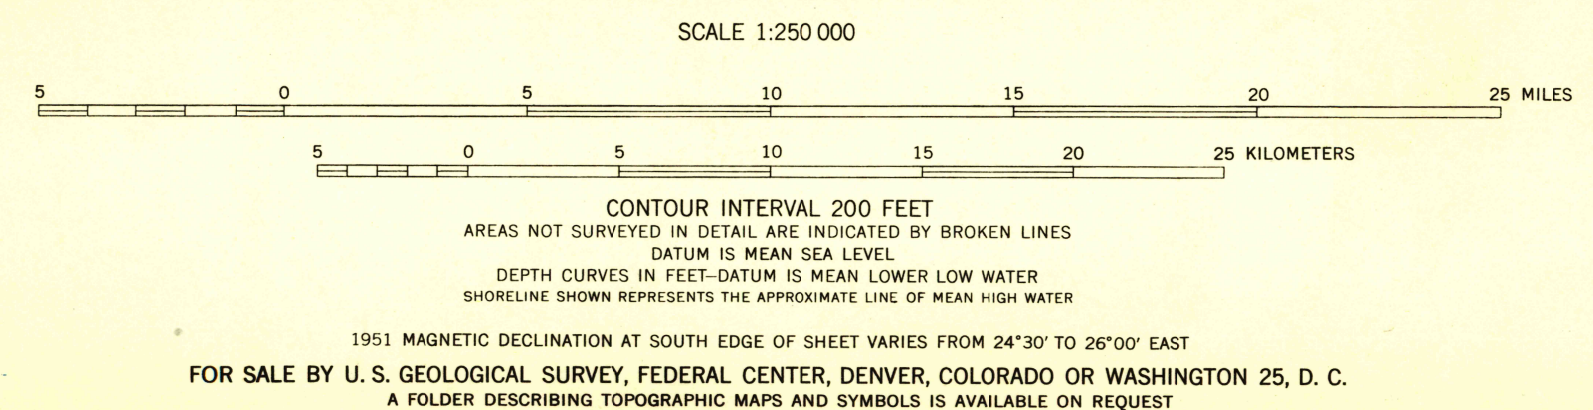 SCALE 1:250 000
5 0 5 10 15 20 25 MILES
5 0 5 10 15 20 25 KILOMETERS
CONTOUR INTERVAL 200 FEET
AREAS NOT SURVEYED IN DETAIL ARE INDICATED BY BROKEN LINES
DATUM IS MEAN SEA LEVEL
DEPTH CURVES IN FEET–DATUM IS MEAN LOWER LOW WATER
SHORELINE SHOWN REPRESENTS THE APPROXIMATE LINE OF MEAN HIGH WATER
1951 MAGNETIC DECLINATION AT SOUTH EDGE OF SHEET VARIES FROM 24°30′ TO 26°00′ EAST
FOR SALE BY U. S. GEOLOGICAL SURVEY, FEDERAL CENTER, DENVER, COLORADO OR WASHINGTON 25, D. C.
A FOLDER DESCRIBING TOPOGRAPHIC MAPS AND SYMBOLS IS AVAILABLE ON REQUEST